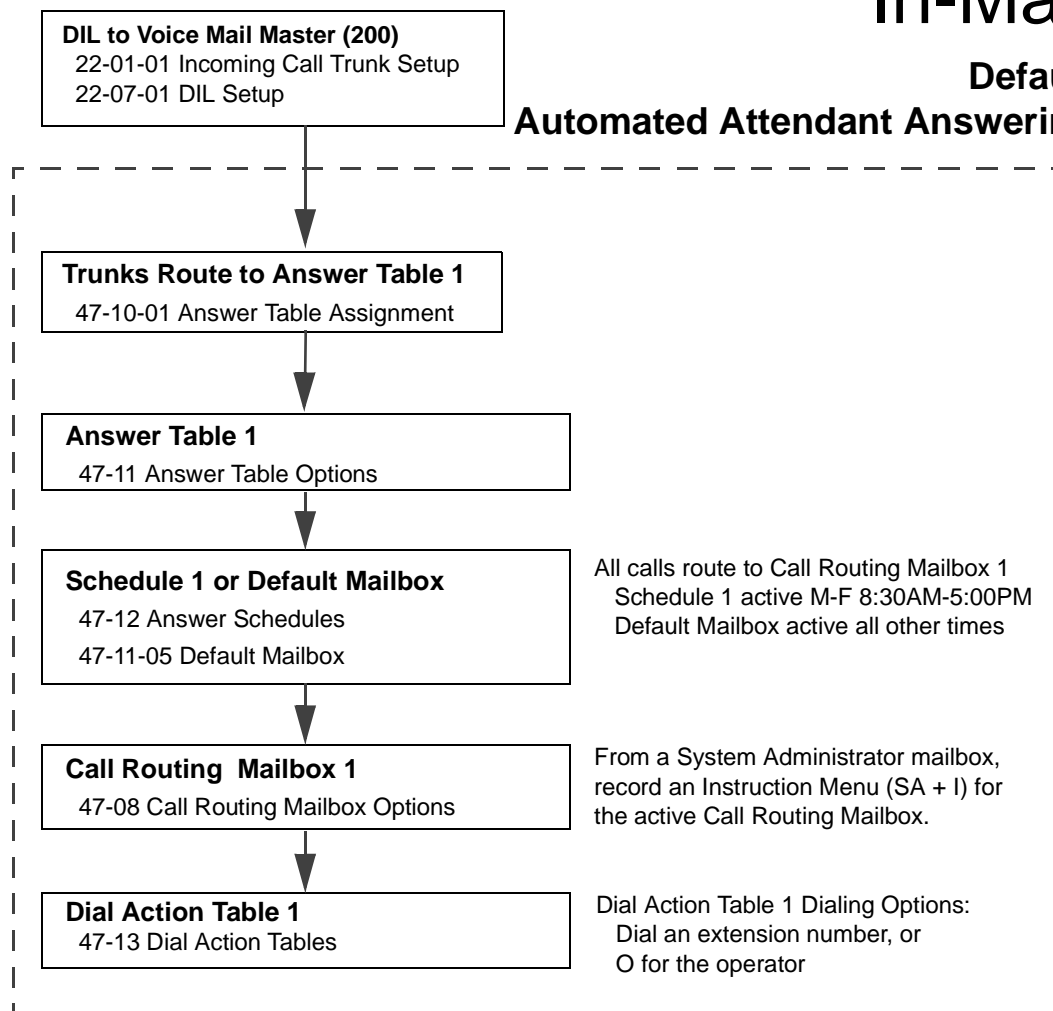 In-Ma
Defau
Automated Attendant Answerin
DIL to Voice Mail Master (200)
22-01-01 Incoming Call Trunk Setup
22-07-01 DIL Setup
Trunks Route to Answer Table 1
47-10-01 Answer Table Assignment
Answer Table 1
47-11 Answer Table Options
Schedule 1 or Default Mailbox
47-12 Answer Schedules
47-11-05 Default Mailbox
All calls route to Call Routing Mailbox 1
Schedule 1 active M-F 8:30AM-5:00PM
Default Mailbox active all other times
Call Routing Mailbox 1
47-08 Call Routing Mailbox Options
From a System Administrator mailbox,
record an Instruction Menu (SA + I) for
the active Call Routing Mailbox.
Dial Action Table 1
47-13 Dial Action Tables
Dial Action Table 1 Dialing Options:
Dial an extension number, or
O for the operator